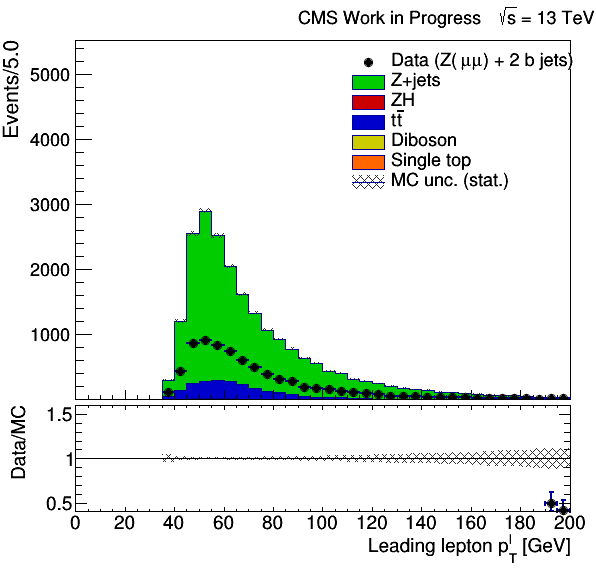 CMS Work in Progress √s = 13 TeV
Events/5.0
5000
4000
3000
2000
1000
Data (Z(μμ) + 2 b jets)
Z+jets
ZH
tt̅
Diboson
Single top
MC unc. (stat.)
Data/MC
1.5
1
0.5
0 20 40 60 80 100 120 140 160 180 200
Leading lepton p_T^l [GeV]